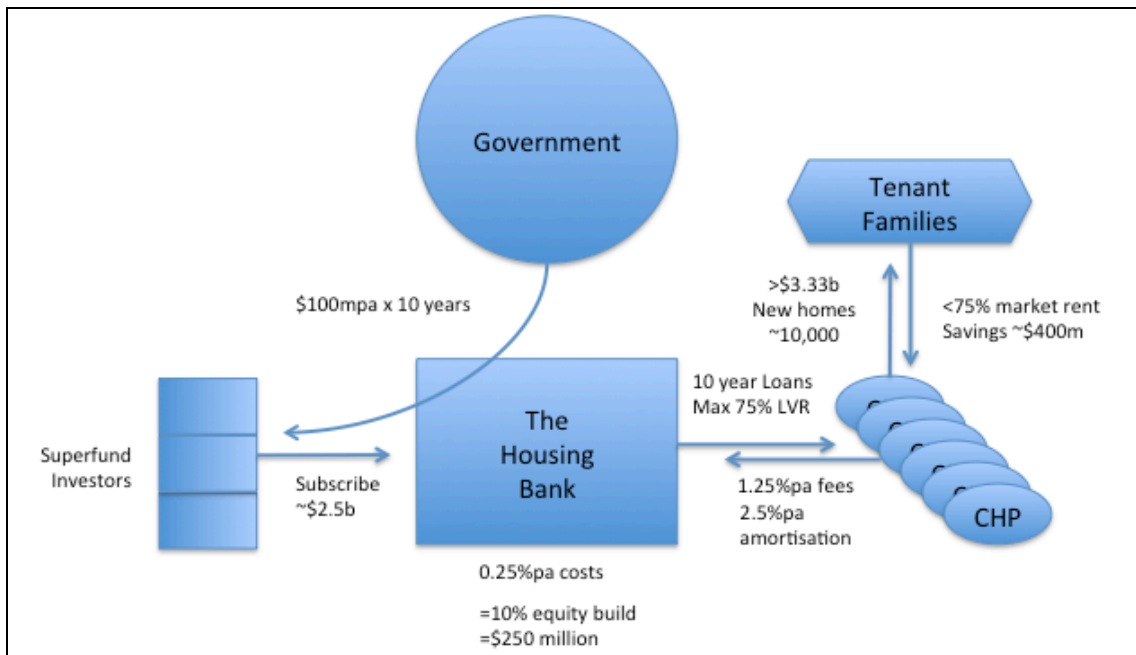 Government
Tenant
Families
$100mpa x 10 years
>$3.33b
New homes
~10,000
<75% market rent
Savings ~$400m
Superfund
Investors
Subscribe
~$2.5b
The
Housing
Bank
10 year Loans
Max 75% LVR
1.25%pa fees
2.5%pa
amortisation
CHP
0.25%pa costs
=10% equity build
=$250 million